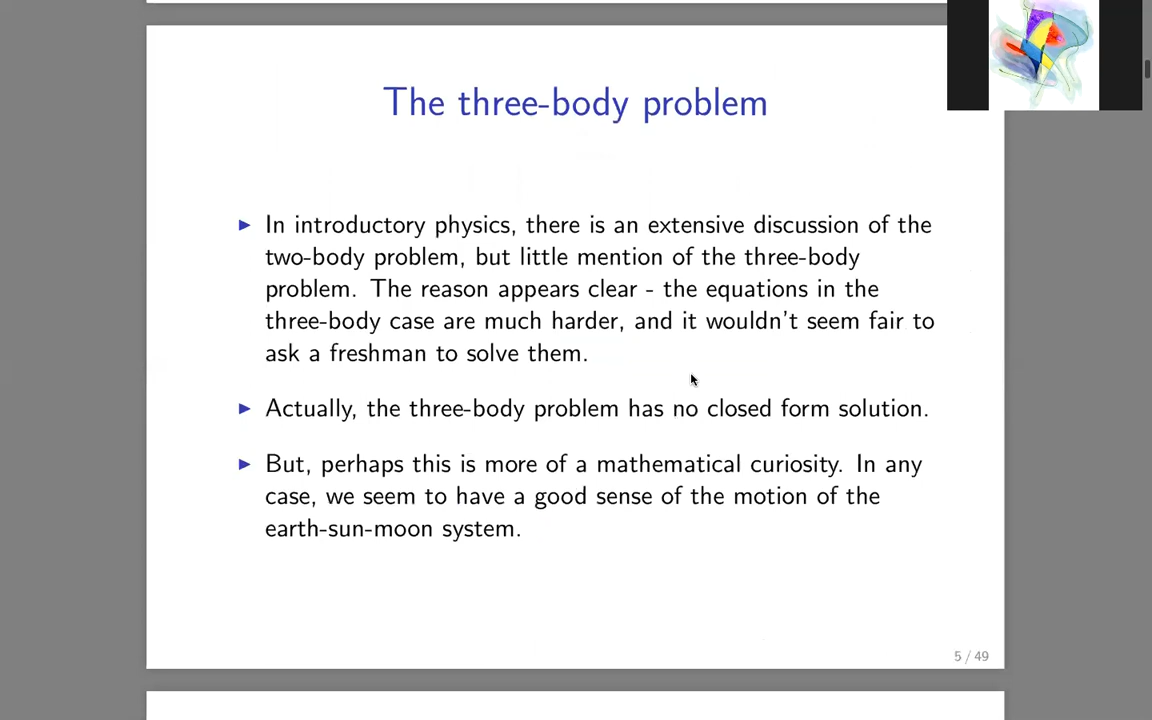 The three-body problem
▶ In introductory physics, there is an extensive discussion of the
two-body problem, but little mention of the three-body
problem. The reason appears clear - the equations in the
three-body case are much harder, and it wouldn't seem fair to
ask a freshman to solve them.
▶ Actually, the three-body problem has no closed form solution.
▶ But, perhaps this is more of a mathematical curiosity. In any
case, we seem to have a good sense of the motion of the
earth-sun-moon system.
5 / 49